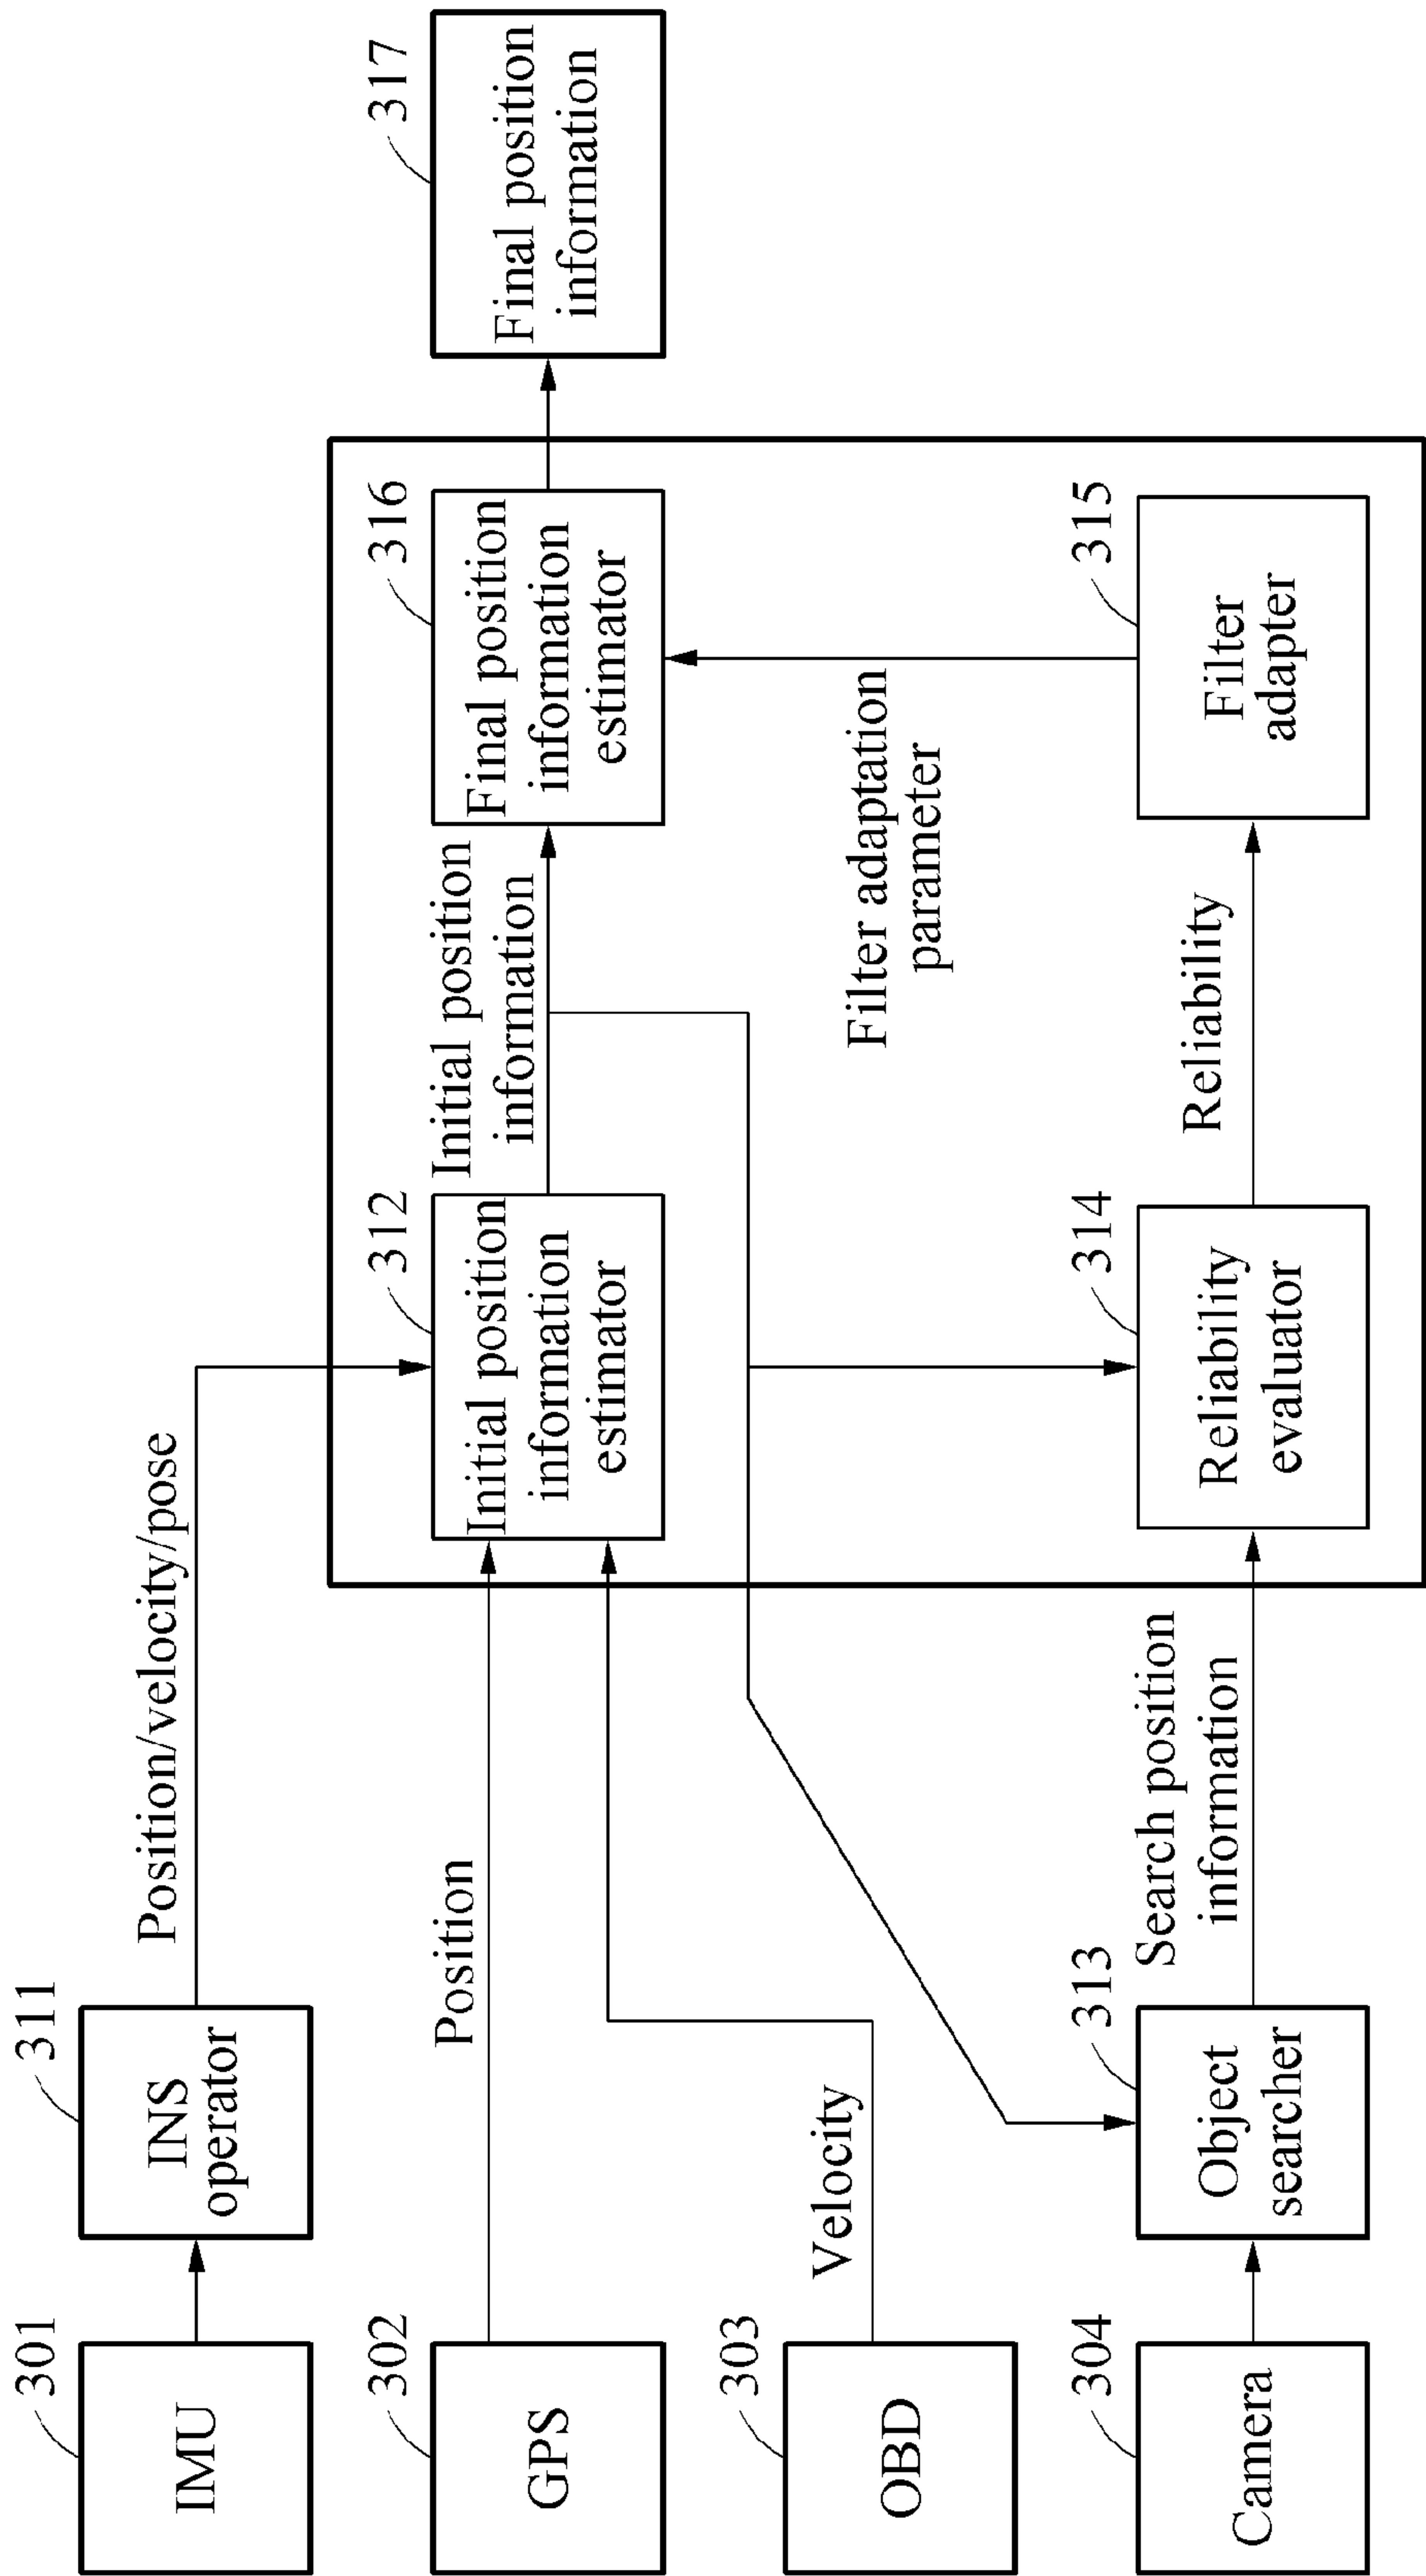 301
IMU
311
INS
operator
Position/velocity/pose
302
GPS
Position
312
Initial position
information
estimator
Initial position
information
316
Final position
information
estimator
317
Final position
information
303
OBD
Velocity
Filter adaptation
parameter
304
Camera
313
Object
searcher
Search position
information
314
Reliability
evaluator
Reliability
315
Filter
adapter